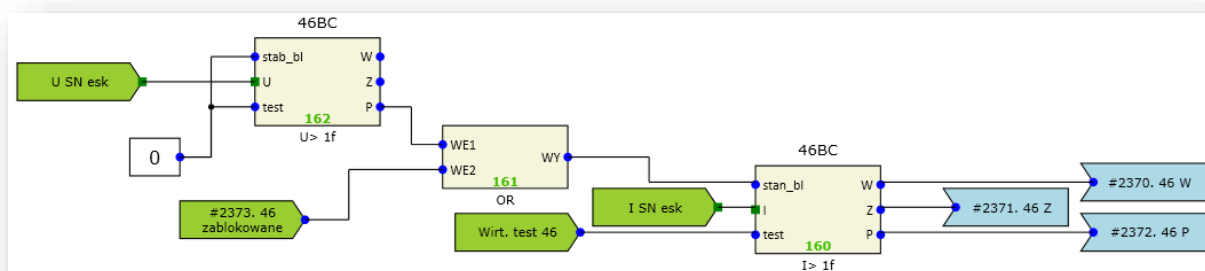 46BC
stab_bl W
U SN esk
U Z
test P
162
U> 1f
0
WE1
WE2
WY
161
OR
#2373. 46
zablokowane
46BC
stan_bl W
#2370. 46 W
I SN esk
I Z
#2371. 46 Z
Wirt. test 46
test P
#2372. 46 P
160
I> 1f